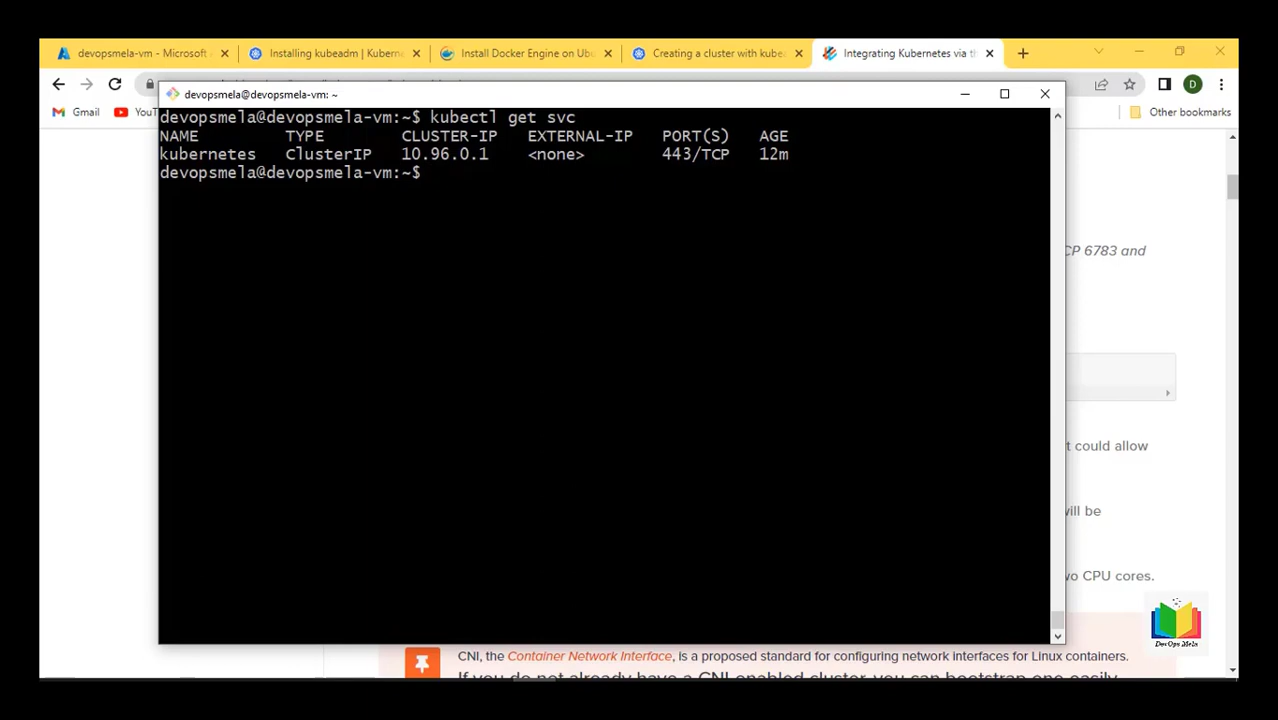 devopsmela-vm - Microsoft
Installing kubeadm | Kuberne
Install Docker Engine on Ubu
Creating a cluster with kube
Integrating Kubernetes via th
D
Gmail
YouT
Other bookmarks
devopsmela@devopsmela-vm: ~
devopsmela@devopsmela-vm:~$ kubectl get svc
NAME TYPE CLUSTER-IP EXTERNAL-IP PORT(S) AGE
kubernetes ClusterIP 10.96.0.1 <none> 443/TCP 12m
devopsmela@devopsmela-vm:~$
CP 6783 and
t could allow
will be
wo CPU cores.
DevOps Mela
CNI, the Container Network Interface, is a proposed standard for configuring network interfaces for Linux containers.
If you do not already have a CNI enabled cluster, you can bootstrap one easily